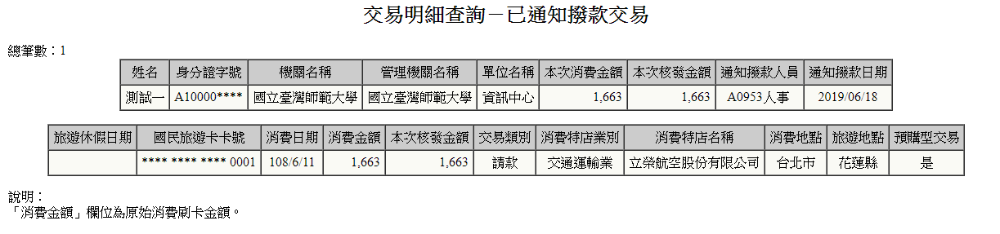 交易明細查詢－已通知撥款交易
總筆數：1
姓名 身分證字號 機關名稱 管理機關名稱 單位名稱 本次消費金額 本次核發金額 通知撥款人員 通知撥款日期
測試一 A10000**** 國立臺灣師範大學 國立臺灣師範大學 資訊中心 1,663 1,663 A0953人事 2019/06/18
旅遊休假日期 國民旅遊卡卡號 消費日期 消費金額 本次核發金額 交易類別 消費特店業別 消費特店名稱 消費地點 旅遊地點 預購型交易
**** **** **** 0001 108/6/11 1,663 1,663 請款 交通運輸業 立榮航空股份有限公司 台北市 花蓮縣 是
說明：
「消費金額」欄位為原始消費刷卡金額。